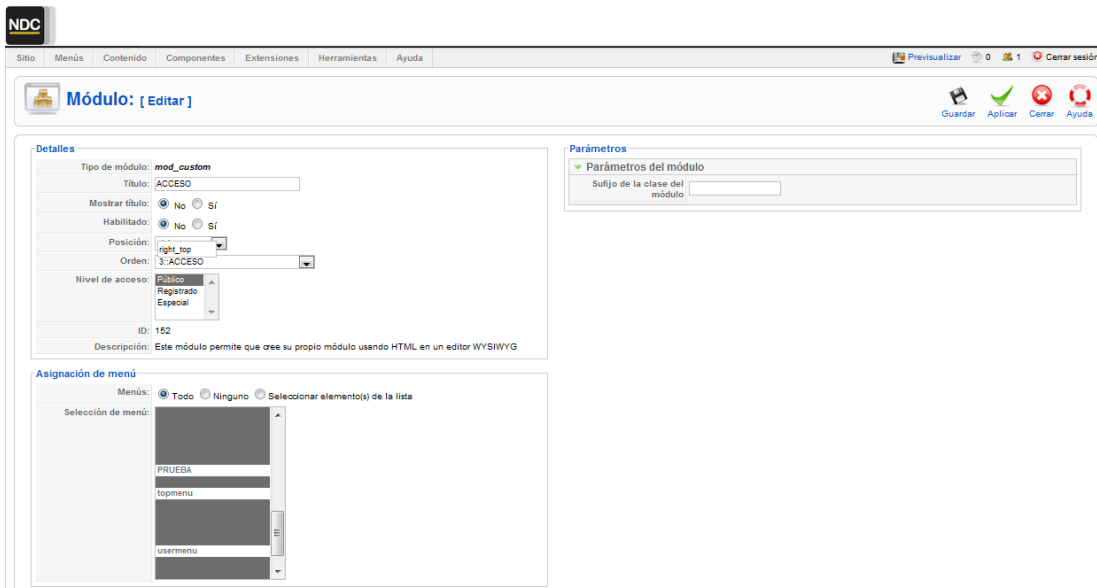 NDC
Sitio Menús Contenido Componentes Extensiones Herramientas Ayuda Previsualizar 0 1 Cerrar sesión
Módulo: [ Editar ]
Guardar Aplicar Cerrar Ayuda
Detalles
Tipo de módulo: mod_custom
Título: ACCESO
Mostrar título: No Sí
Habilitado: No Sí
Posición:
right_top
Orden: 3::ACCESO
Nivel de acceso: Público
Registrado
Especial
ID: 152
Descripción: Este módulo permite que cree su propio módulo usando HTML en un editor WYSIWYG
Parámetros
Parámetros del módulo
Sufijo de la clase del
módulo
Asignación de menú
Menús: Todo Ninguno Seleccionar elemento(s) de la lista
Selección de menú:
PRUEBA
topmenu
usermenu